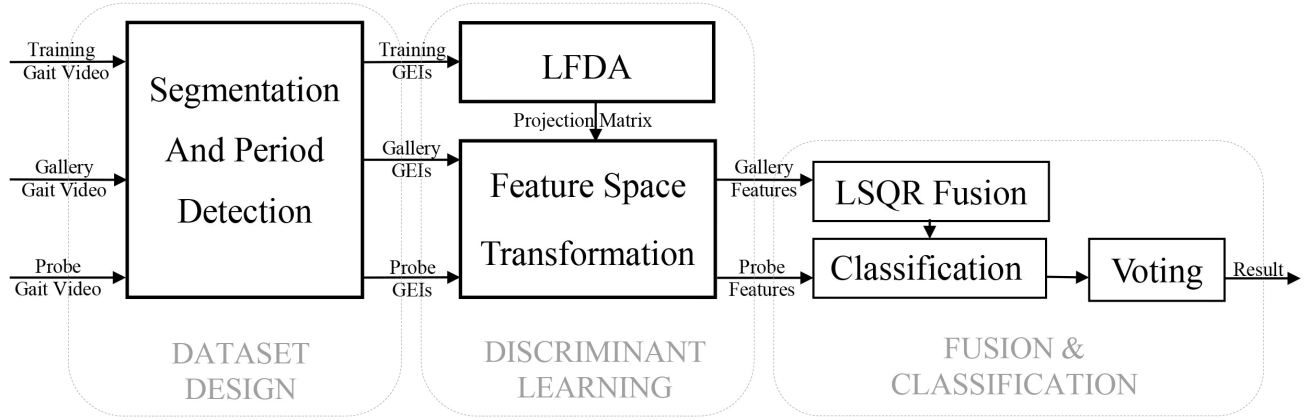 Training
Gait Video
Gallery
Gait Video
Probe
Gait Video
Segmentation
And Period
Detection
Training
GEIs
Gallery
GEIs
Probe
GEIs
DATASET
DESIGN
LFDA
Projection Matrix
Feature Space
Transformation
DISCRIMINANT
LEARNING
Gallery
Features
Probe
Features
LSQR Fusion
Classification
Voting
Result
FUSION &
CLASSIFICATION